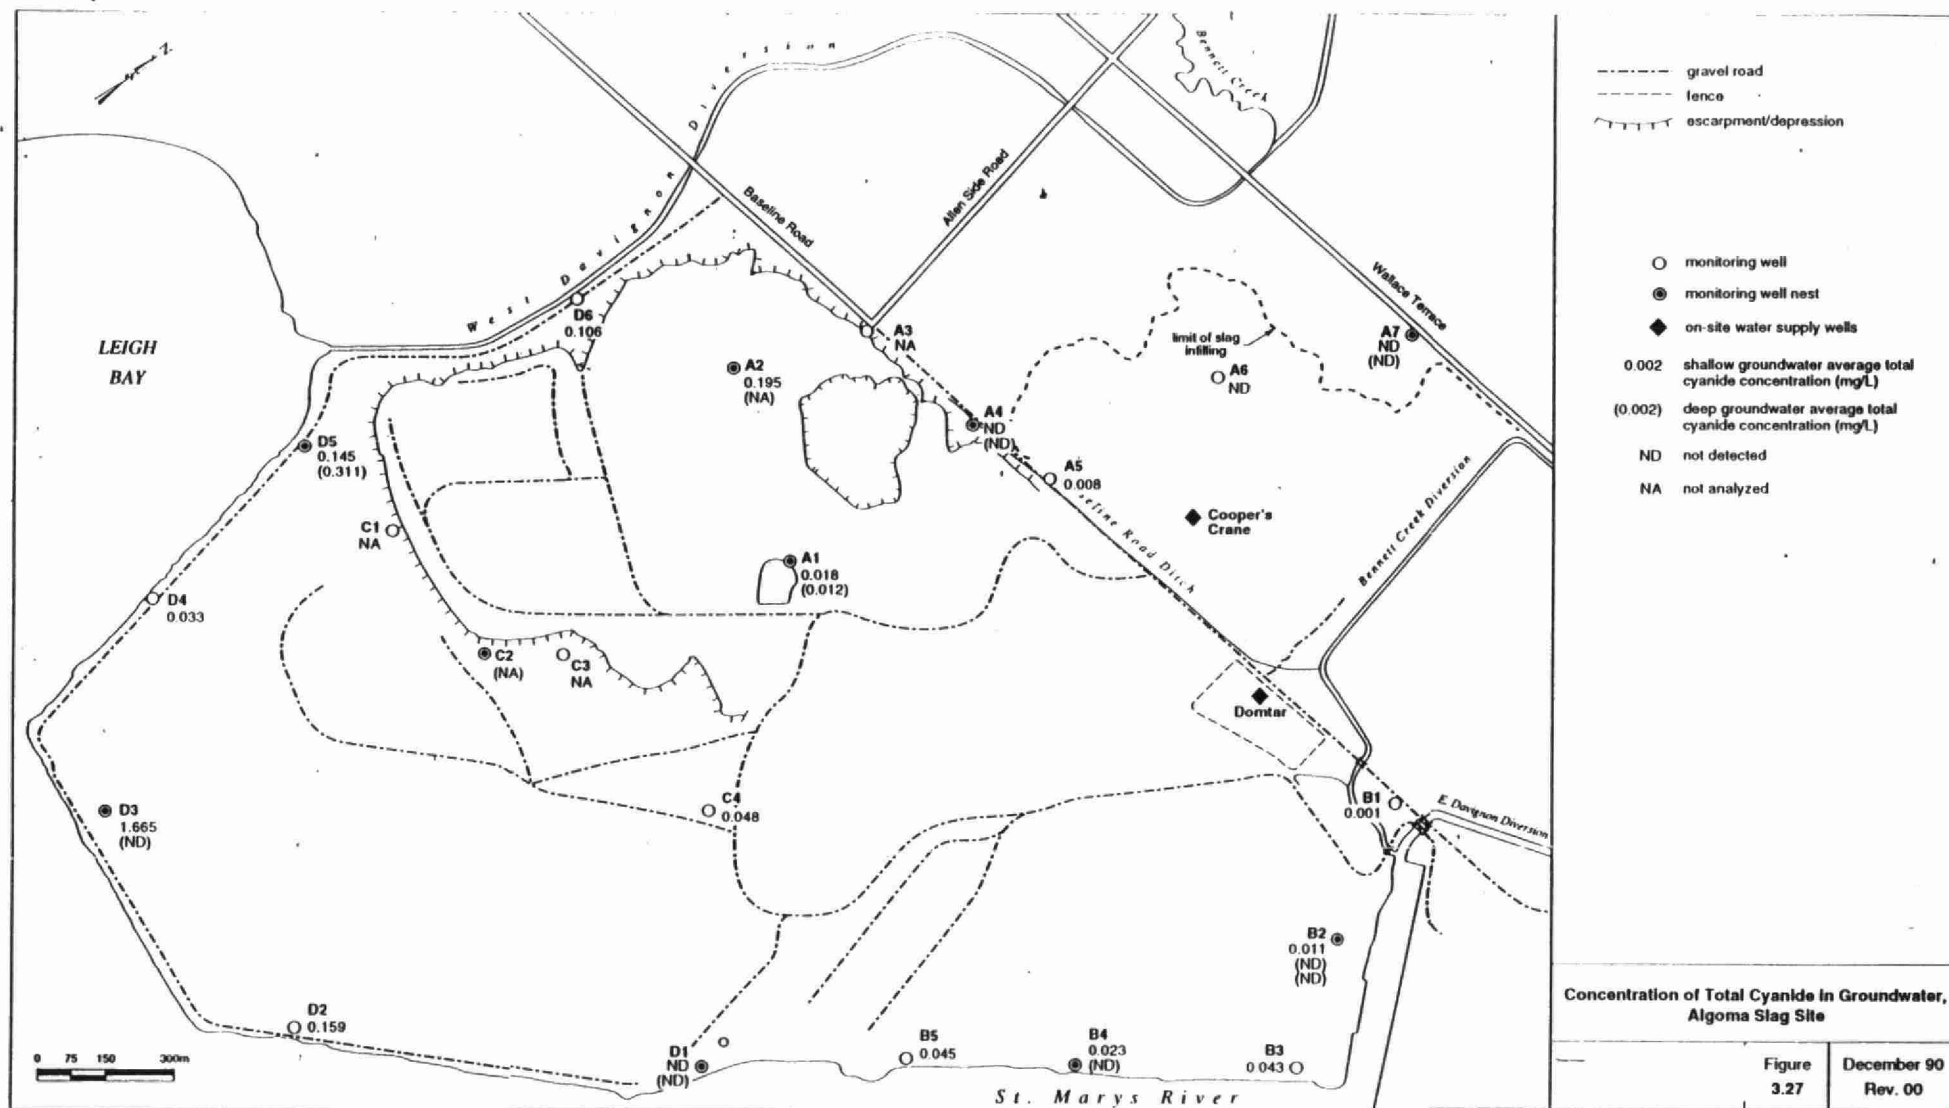 N
Bennett Creek
West Davignon Diversion
Baseline Road
Allen Side Road
Wallace Terrace
LEIGH
BAY
D6
0.106
A3
NA
limit of slag
infilling
A7
ND
(ND)
A2
0.195
(NA)
A6
ND
A4
ND
(ND)
D5
0.145
(0.311)
A5
0.008
seline Road Ditch
Cooper's
Crane
Bennett Creek Diversion
C1
NA
A1
0.018
(0.012)
D4
0.033
C2
(NA)
C3
NA
Domtar
D3
1.665
(ND)
C4
0.048
B1
0.001
E. Davignon Diversion
B2
0.011
(ND)
(ND)
D2
0.159
D1
ND
(ND)
B5
0.045
B4
0.023
(ND)
B3
0.043
0 75 150 300m
St. Marys River
gravel road
fence
escarpment/depression
monitoring well
monitoring well nest
on-site water supply wells
0.002 shallow groundwater average total
cyanide concentration (mg/L)
(0.002) deep groundwater average total
cyanide concentration (mg/L)
ND not detected
NA not analyzed
Concentration of Total Cyanide in Groundwater,
Algoma Slag Site
Figure
3.27
December 90
Rev. 00